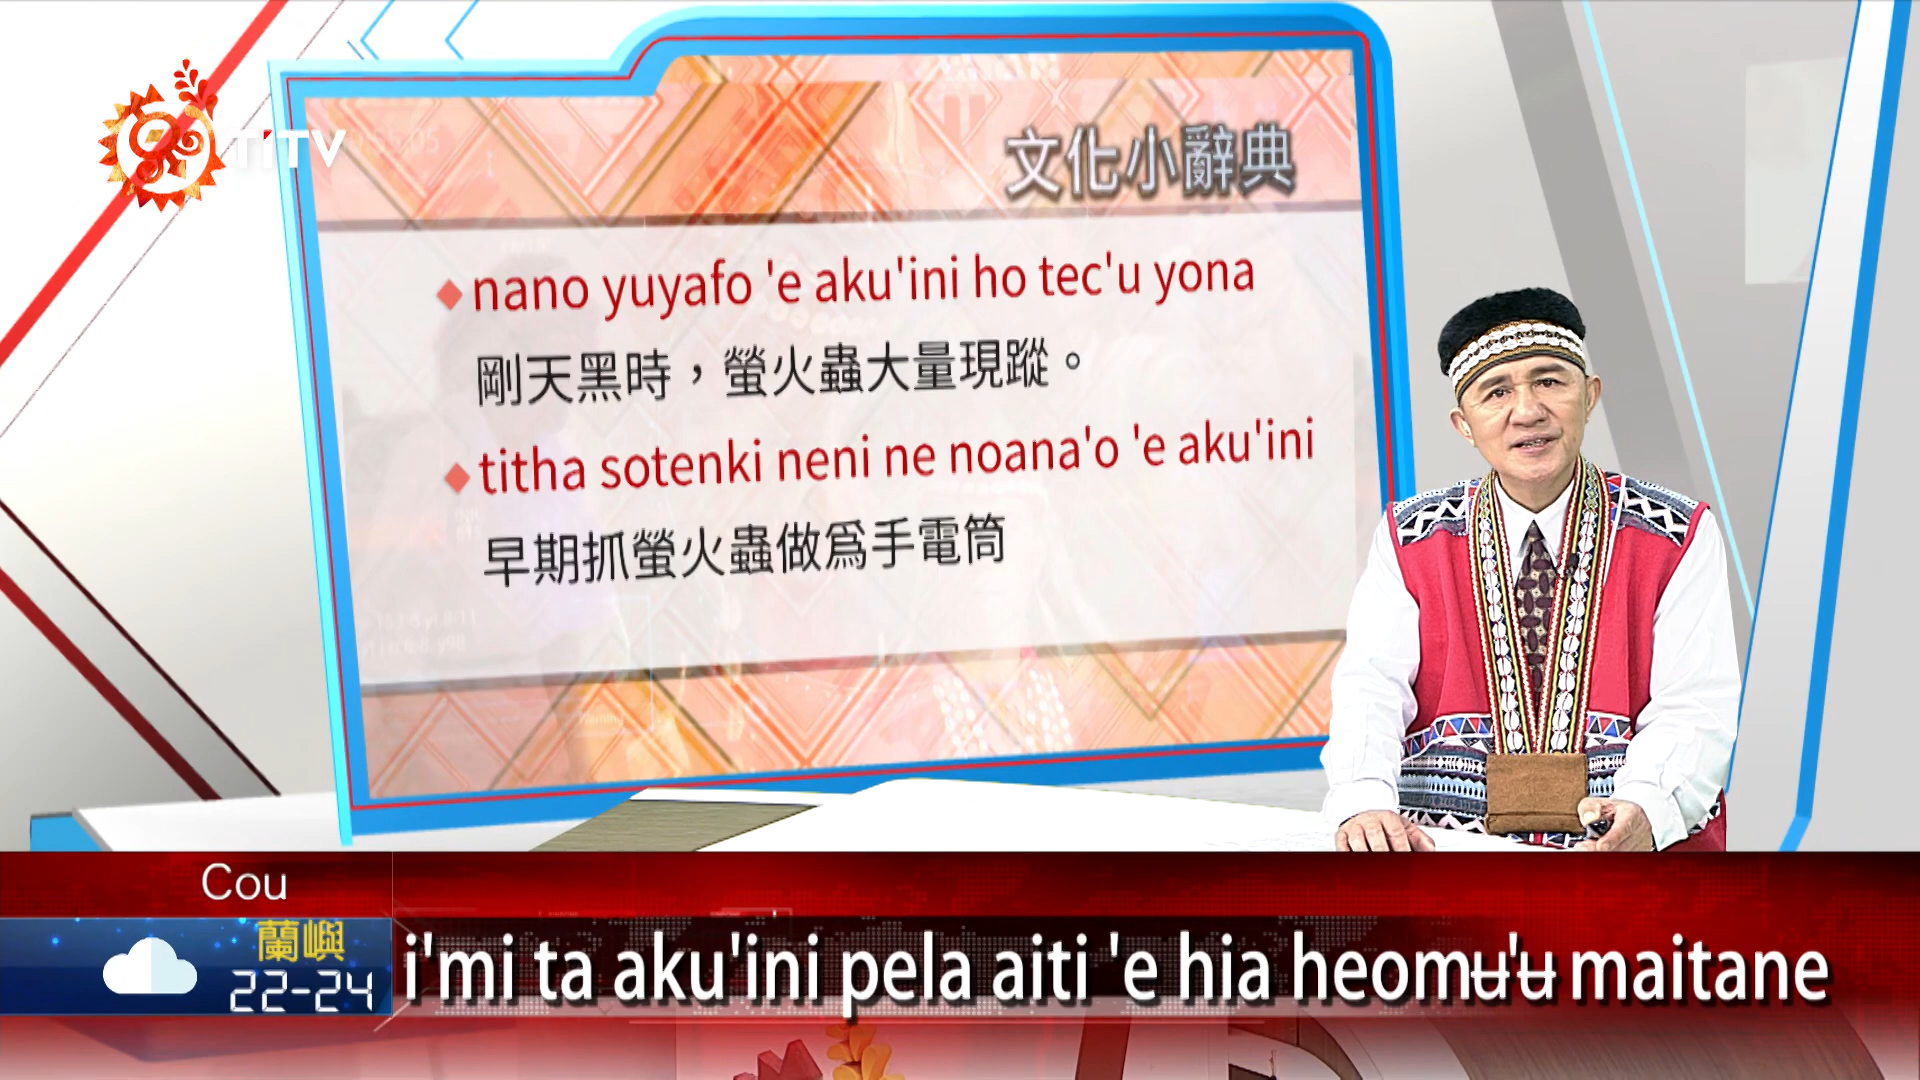 TiTV
文化小辭典
nano yuyafo 'e aku'ini ho tec'u yona
剛天黑時，螢火蟲大量現蹤。
titha sotenki neni ne noana'o 'e aku'ini
早期抓螢火蟲做為手電筒
Cou
蘭嶼
22-24
i'mi ta aku'ini pela aiti 'e hia heomʉ'ʉ maitane